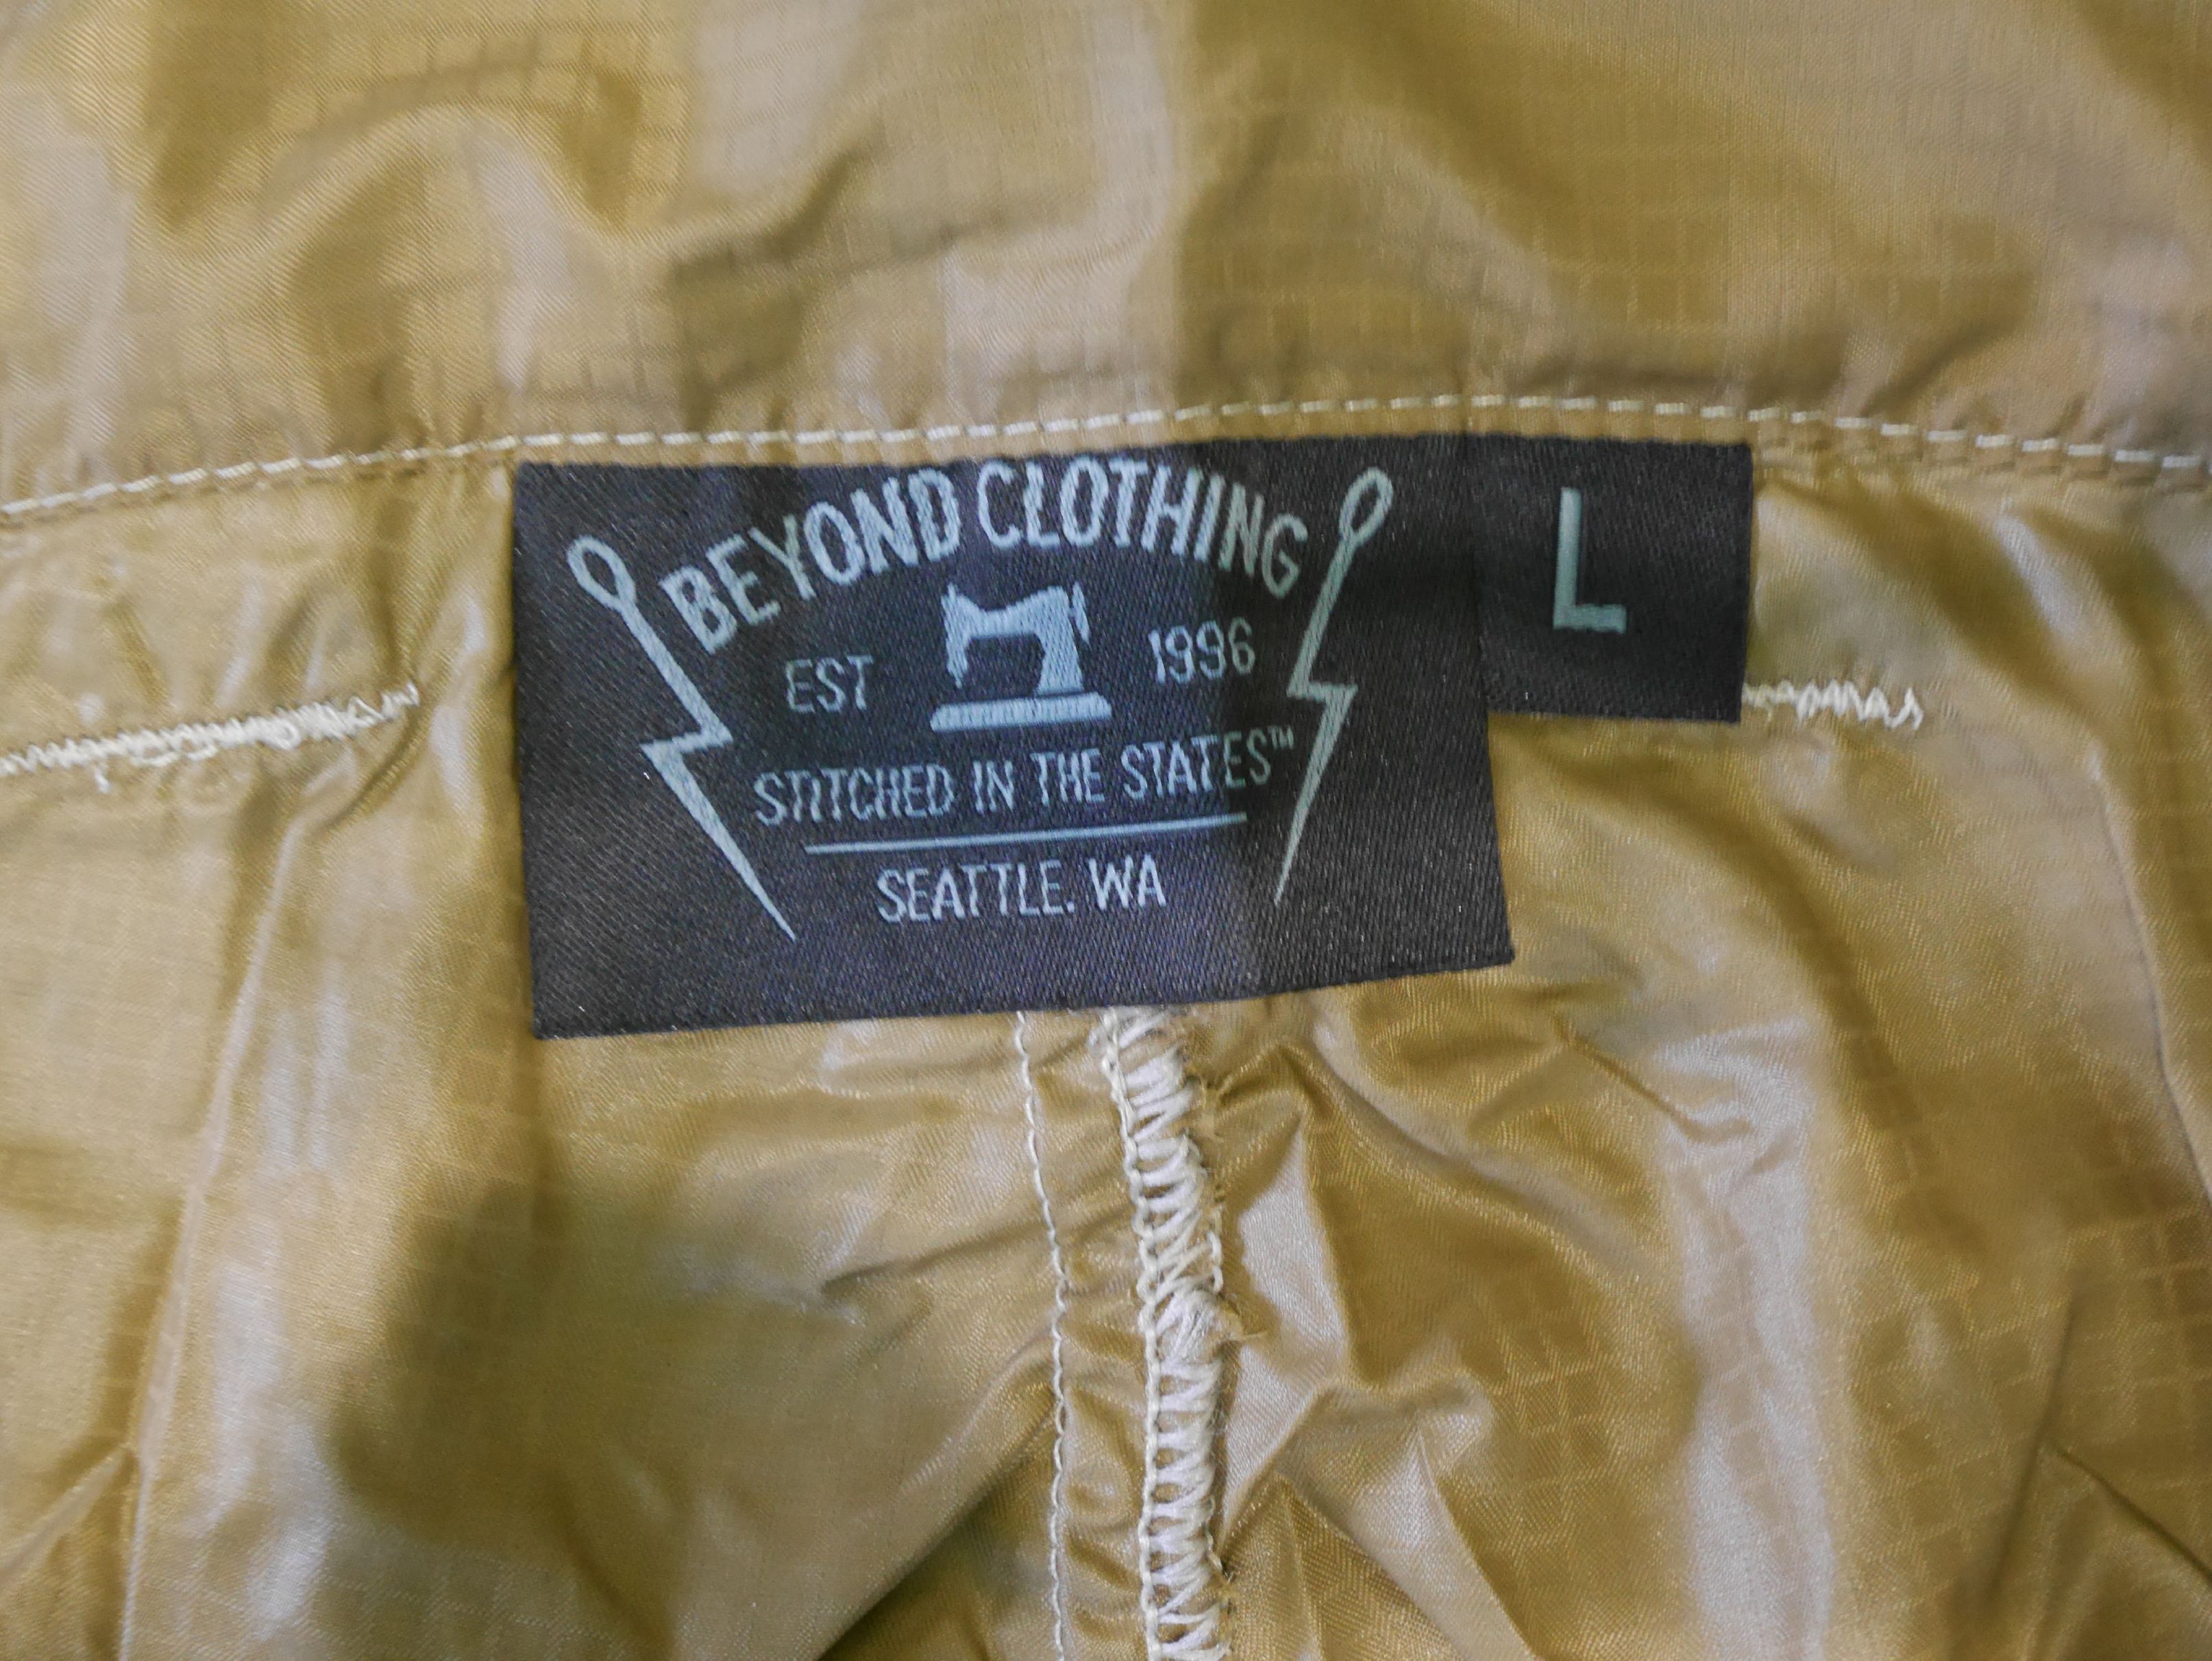 BEYOND CLOTHING
L
EST 1996
STITCHED IN THE STATES™
SEATTLE. WA